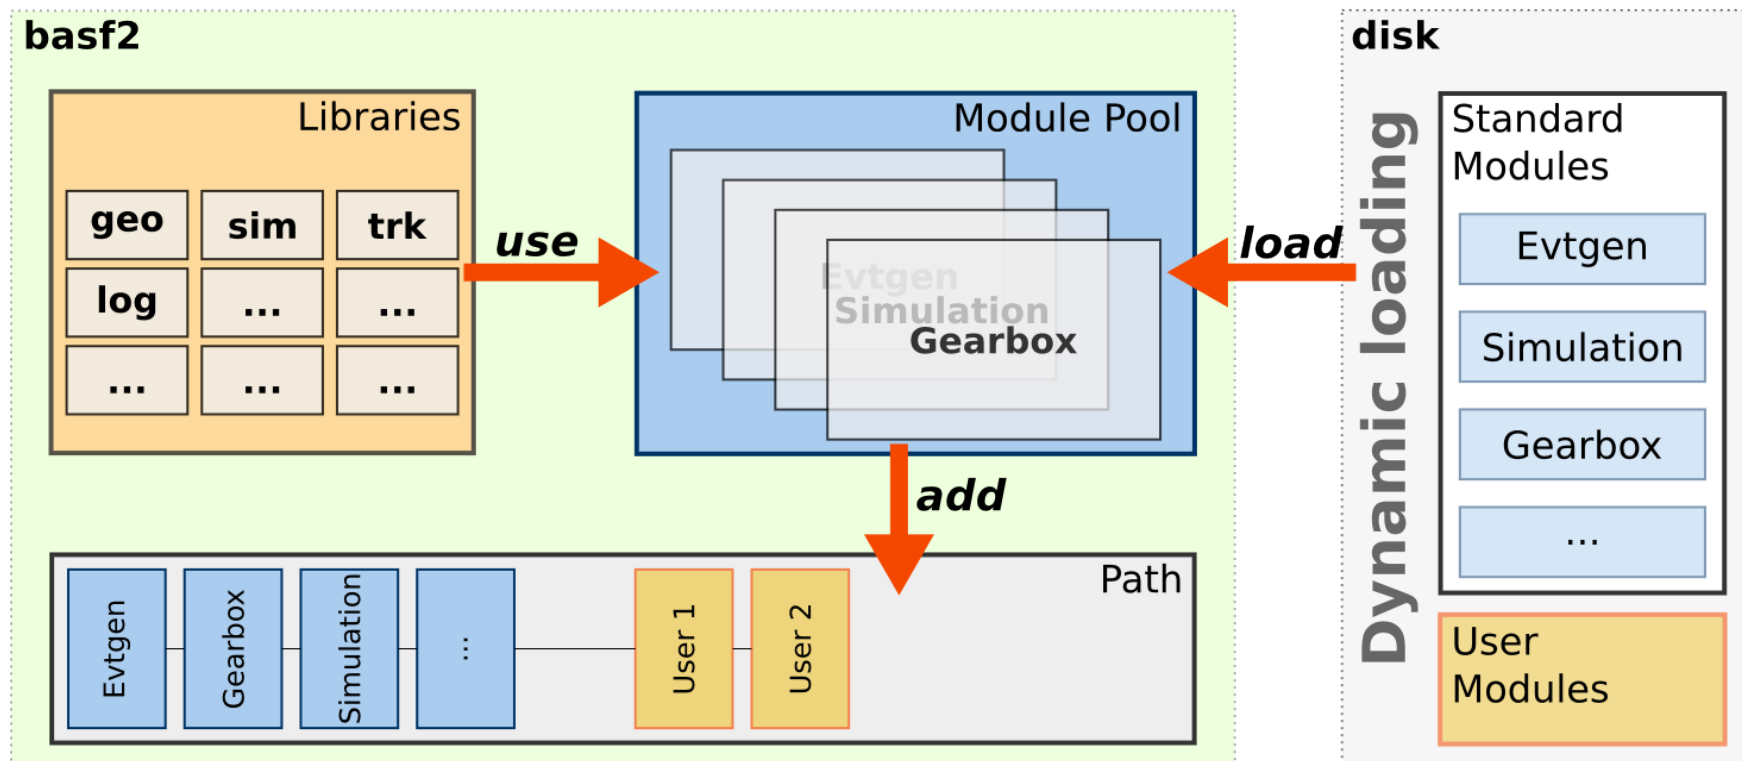 basf2
Libraries
geo
sim
trk
log
...
...
...
...
...
use
Module Pool
Evtgen
Simulation
Gearbox
load
add
Path
Evtgen
Gearbox
Simulation
...
User 1
User 2
disk
Dynamic loading
Standard
Modules
Evtgen
Simulation
Gearbox
...
User
Modules